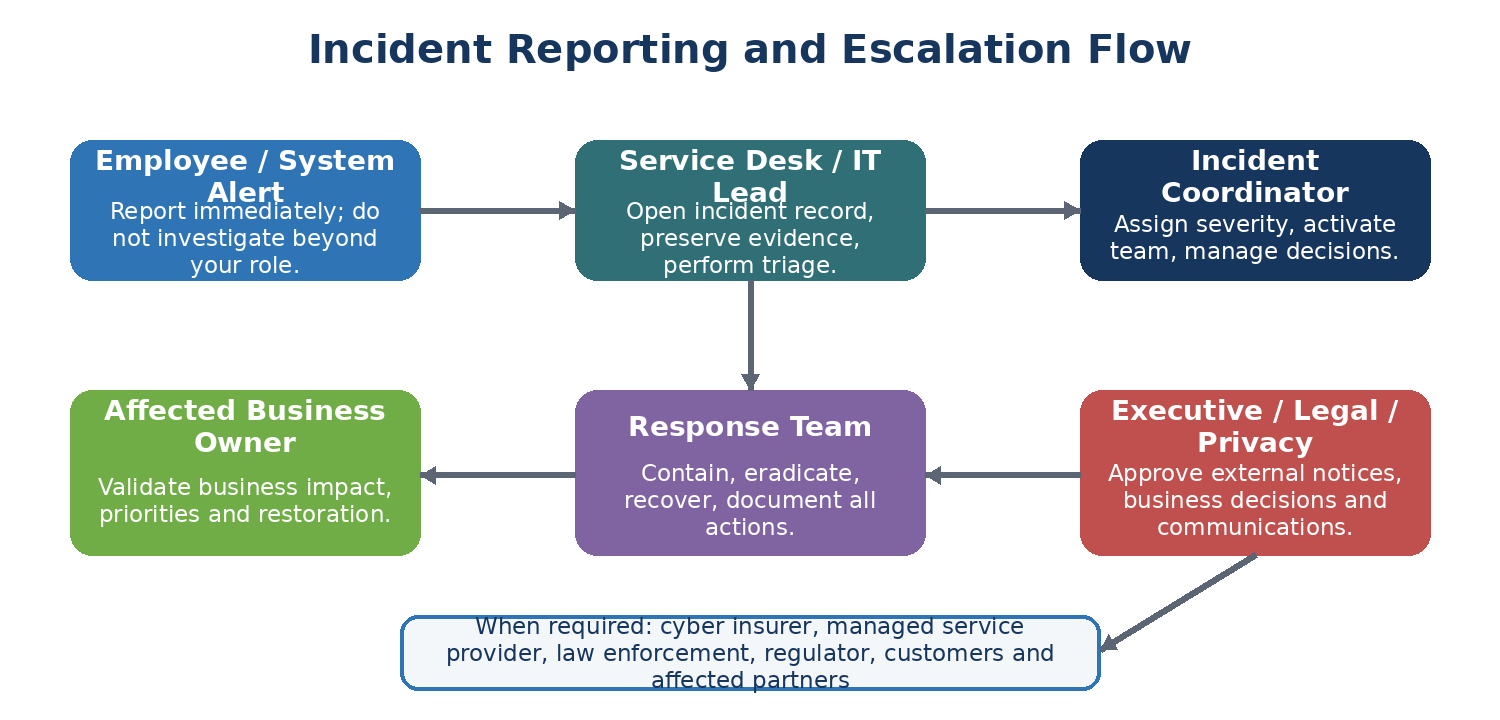 Incident Reporting and Escalation Flow
Employee / System
Alert
Report immediately; do
not investigate beyond
your role.
Service Desk / IT
Lead
Open incident record,
preserve evidence,
perform triage.
Incident
Coordinator
Assign severity, activate
team, manage decisions.
Affected Business
Owner
Validate business impact,
priorities and restoration.
Response Team
Contain, eradicate,
recover, document all
actions.
Executive / Legal /
Privacy
Approve external notices,
business decisions and
communications.
When required: cyber insurer, managed service
provider, law enforcement, regulator, customers and
affected partners